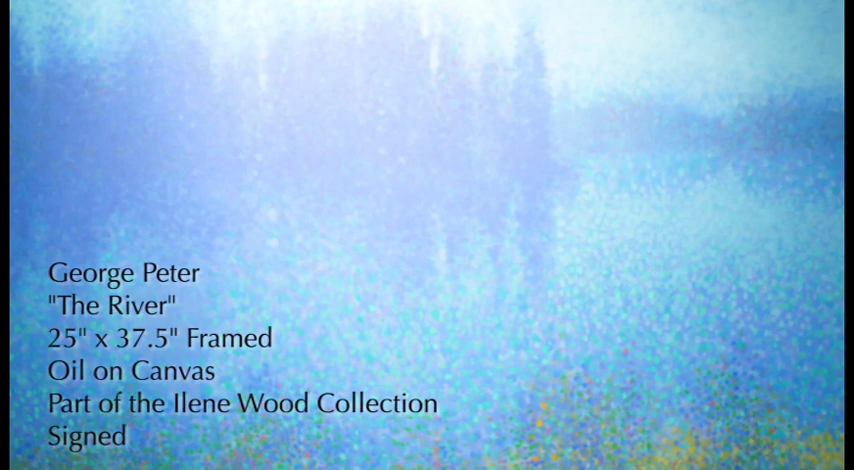 George Peter
"The River"
25" x 37.5" Framed
Oil on Canvas
Part of the Ilene Wood Collection
Signed